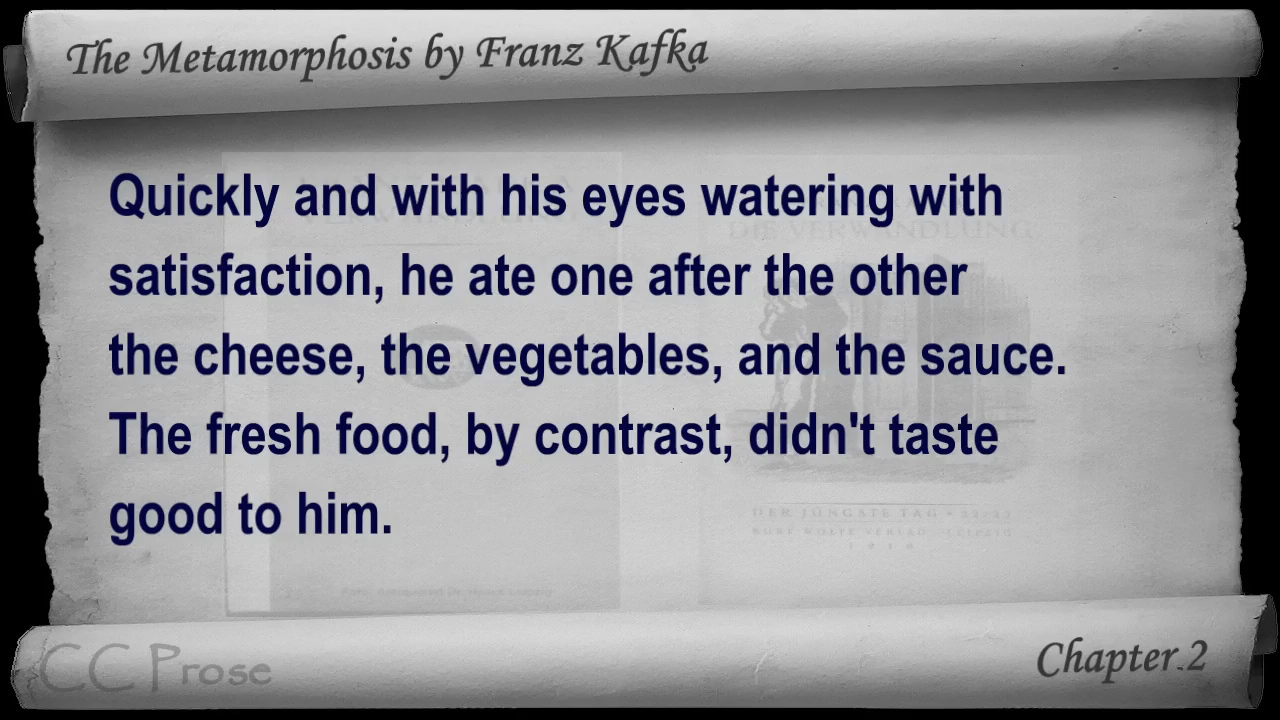 The Metamorphosis by Franz Kafka
Quickly and with his eyes watering with
satisfaction, he ate one after the other
the cheese, the vegetables, and the sauce.
The fresh food, by contrast, didn't taste
good to him.
DIE VERWANDLUNG
DER JÜNGSTE TAG
CC Prose
Chapter 2